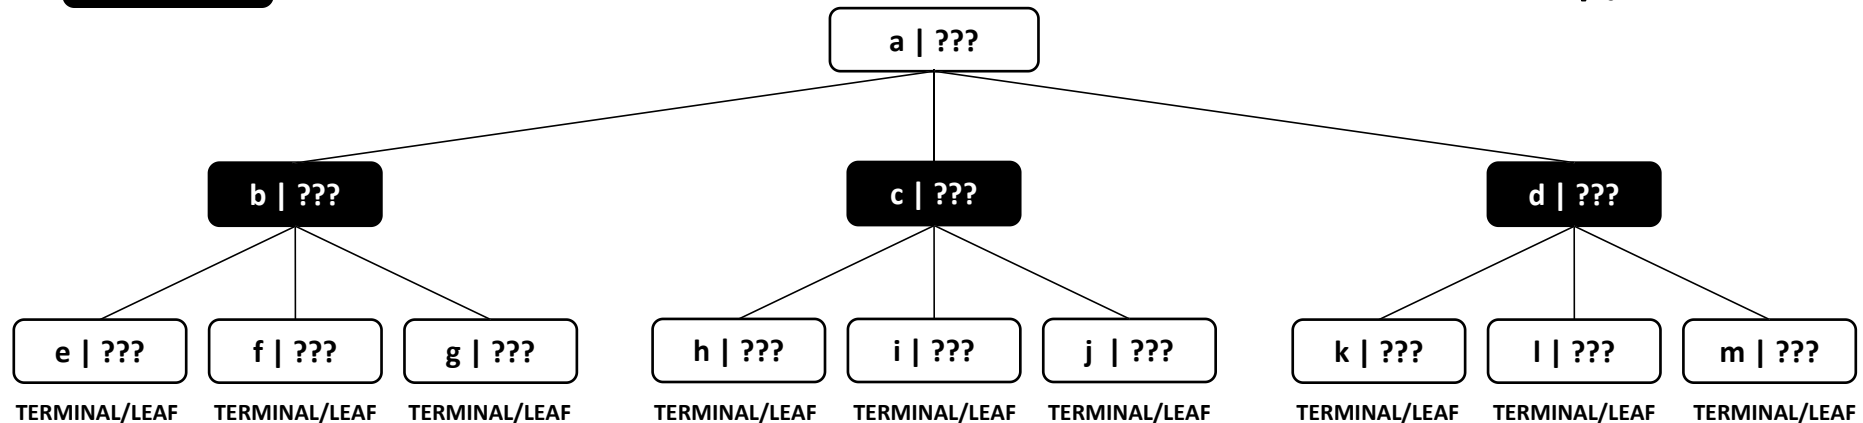 a | ???
b | ???
c | ???
d | ???
e | ???
f | ???
g | ???
h | ???
i | ???
j | ???
k | ???
l | ???
m | ???
TERMINAL/LEAF
TERMINAL/LEAF
TERMINAL/LEAF
TERMINAL/LEAF
TERMINAL/LEAF
TERMINAL/LEAF
TERMINAL/LEAF
TERMINAL/LEAF
TERMINAL/LEAF